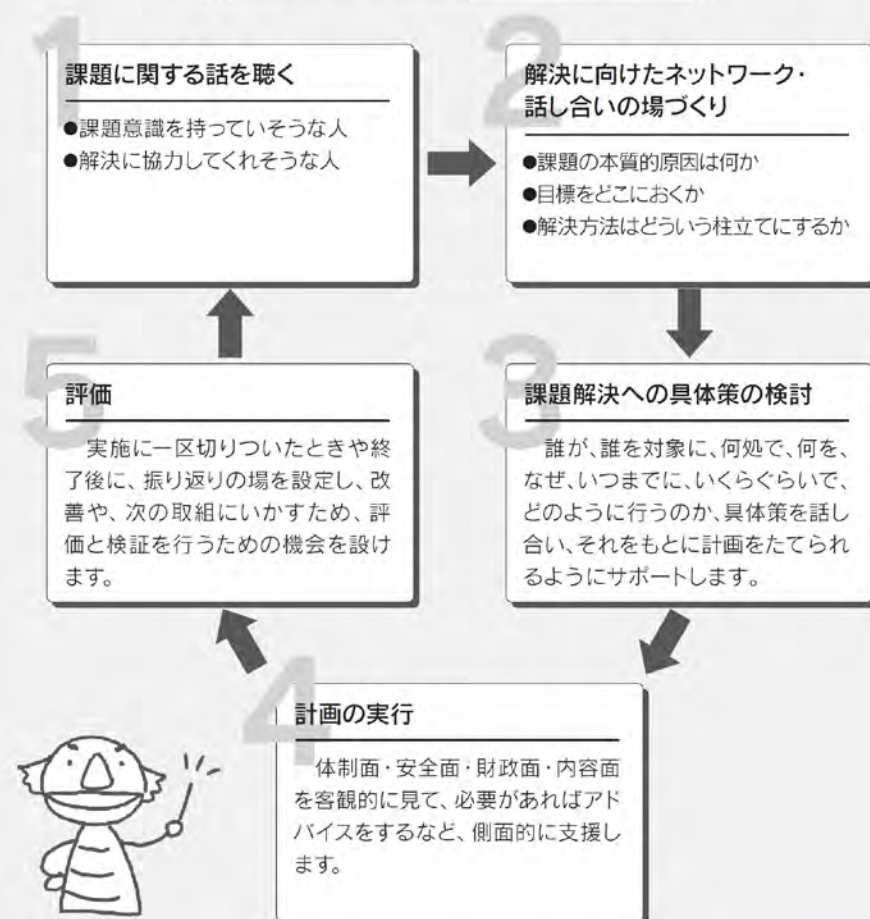 1
課題に関する話を聴く
●課題意識を持っていそうな人
●解決に協力してくれそうな人
2
解決に向けたネットワーク・
話し合いの場づくり
●課題の本質的原因は何か
●目標をどこにおくか
●解決方法はどういう柱立てにするか
3
課題解決への具体策の検討
誰が、誰を対象に、何処で、何を、
なぜ、いつまでに、いくらぐらいで、
どのように行うのか、具体策を話し
合い、それをもとに計画をたてられ
るようにサポートします。
4
計画の実行
体制面・安全面・財政面・内容面
を客観的に見て、必要があればアド
バイスをするなど、側面的に支援し
ます。
5
評価
実施に一区切りついたときや終
了後に、振り返りの場を設定し、改
善や、次の取組にいかすため、評
価と検証を行うための機会を設け
ます。